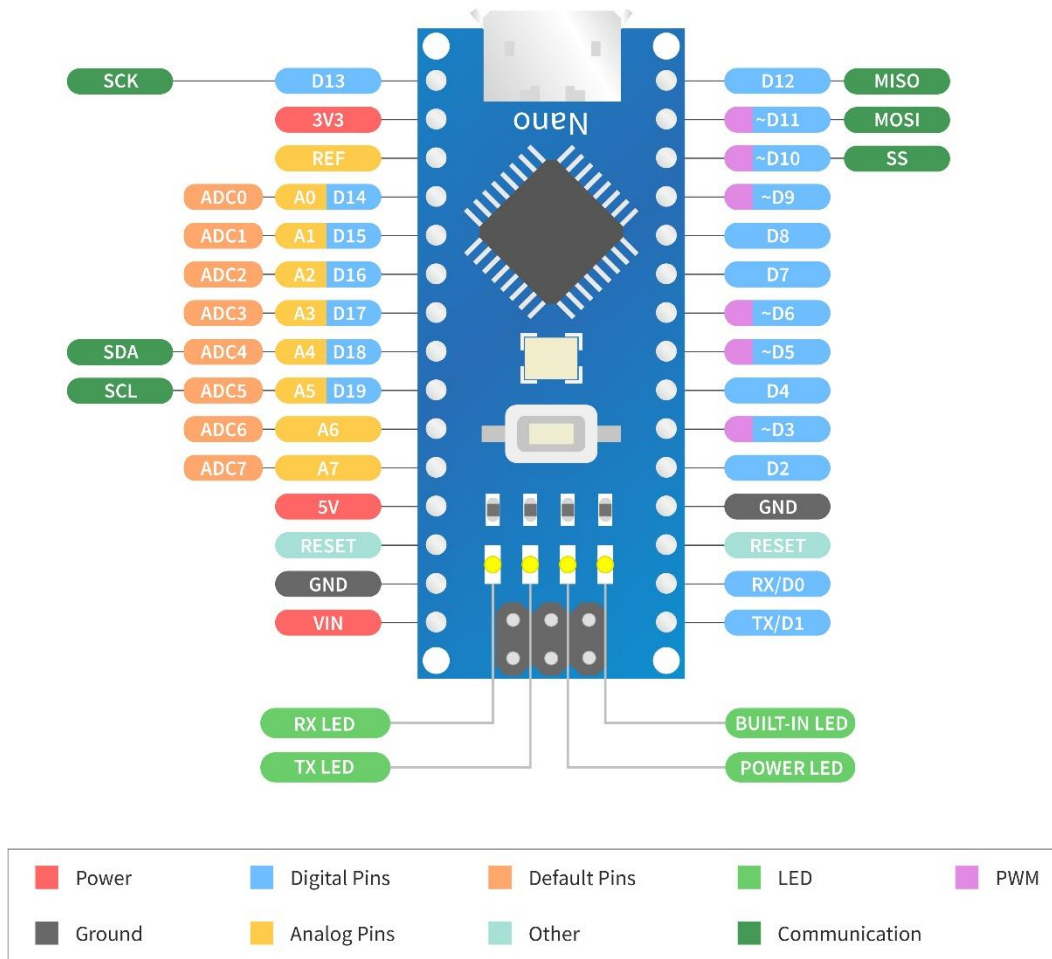 SCK D13 D12 MISO
3V3 Nano ~D11 MOSI
REF ~D10 SS
ADC0 A0 D14 ~D9
ADC1 A1 D15 D8
ADC2 A2 D16 D7
ADC3 A3 D17 ~D6
SDA ADC4 A4 D18 ~D5
SCL ADC5 A5 D19 D4
ADC6 A6 ~D3
ADC7 A7 D2
5V GND
RESET RESET
GND RX/D0
VIN TX/D1
RX LED BUILT-IN LED
TX LED POWER LED
Power Digital Pins Default Pins LED PWM
Ground Analog Pins Other Communication